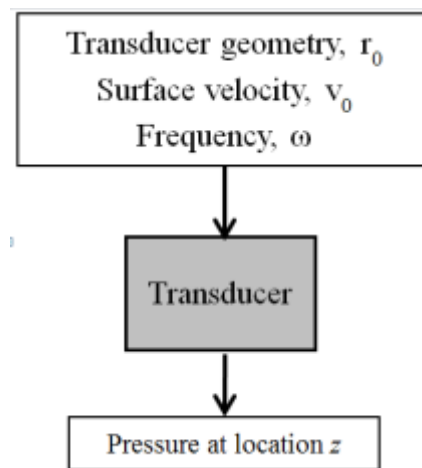 Transducer geometry, r₀
Surface velocity, v₀
Frequency, ω
Transducer
Pressure at location z